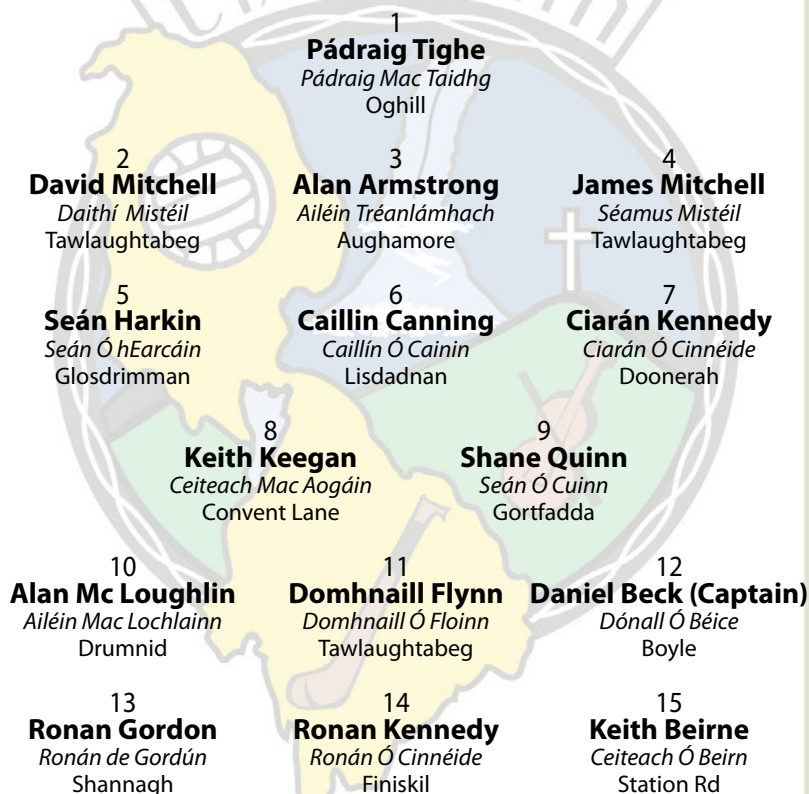 1
Pádraig Tighe
Pádraig Mac Taidhg
Oghill
2 3 4
David Mitchell Alan Armstrong James Mitchell
Daithí Mistéil Ailéin Tréanlámhach Séamus Mistéil
Tawlaughtabeg Aughamore Tawlaughtabeg
5 6 7
Seán Harkin Caillin Canning Ciarán Kennedy
Seán Ó hEarcáin Caillín Ó Cainin Ciarán Ó Cinnéide
Glosdrimman Lisdadnan Doonerah
8 9
Keith Keegan Shane Quinn
Ceiteach Mac Aogáin Seán Ó Cuinn
Convent Lane Gortfadda
10 11 12
Alan Mc Loughlin Domhnaill Flynn Daniel Beck (Captain)
Ailéin Mac Lochlainn Domhnaill Ó Floinn Dónall Ó Béice
Drumnid Tawlaughtabeg Boyle
13 14 15
Ronan Gordon Ronan Kennedy Keith Beirne
Ronán de Gordún Ronán Ó Cinnéide Ceiteach Ó Beirn
Shannagh Finiskil Station Rd